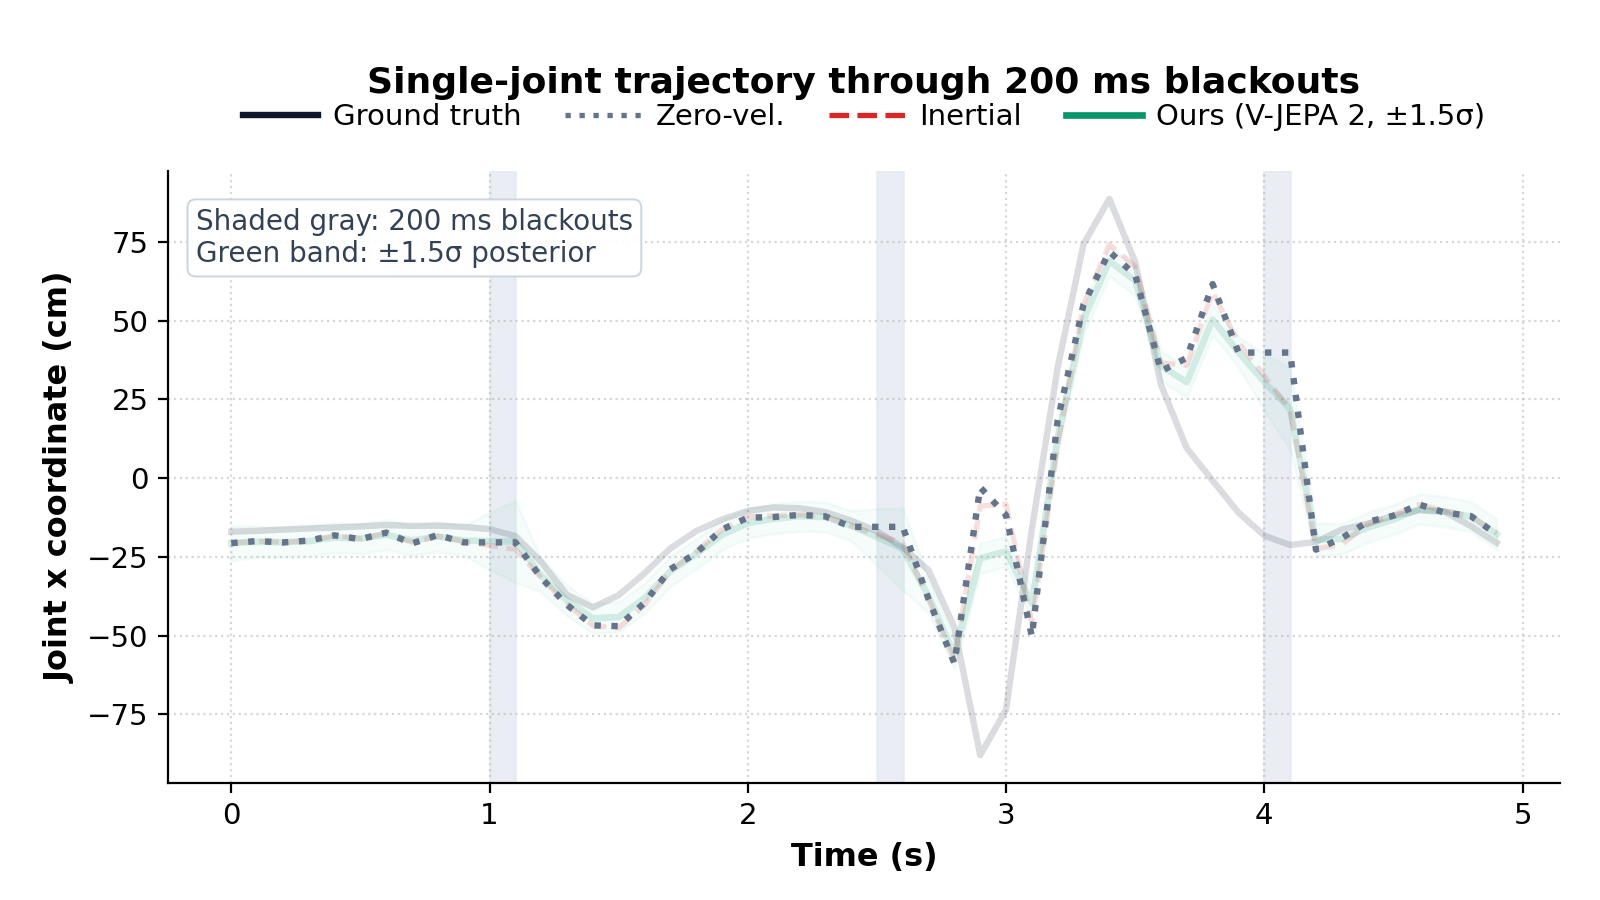 Single-joint trajectory through 200 ms blackouts
Ground truth Zero-vel. Inertial Ours (V-JEPA 2, ±1.5σ)
Shaded gray: 200 ms blackouts
Green band: ±1.5σ posterior
Joint x coordinate (cm)
75
50
25
0
−25
−50
−75
0 1 2 3 4 5
Time (s)